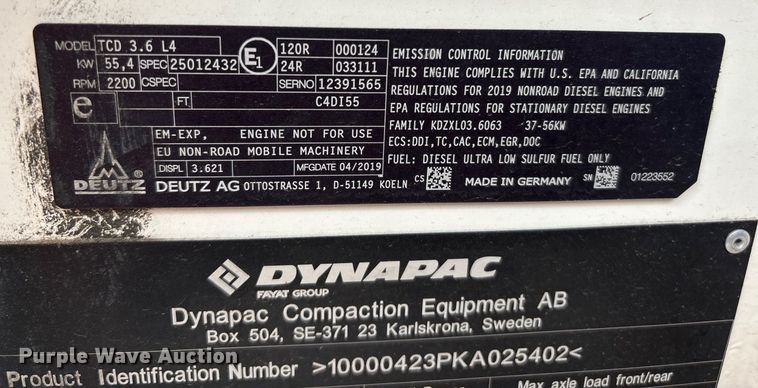 MODEL TCD 3.6 L4
KW 55,4 SPEC 25012432
RPM 2200 CSPEC SERNO 12391565
E1 120R 000124
24R 033111
e FT C4DI55
EM-EXP, ENGINE NOT FOR USE
EU NON-ROAD MOBILE MACHINERY
DISPL 3.621 MFGDATE 04/2019
DEUTZ
DEUTZ AG OTTOSTRASSE 1, D-51149 KOELN
EMISSION CONTROL INFORMATION
THIS ENGINE COMPLIES WITH U.S. EPA AND CALIFORNIA
REGULATIONS FOR 2019 NONROAD DIESEL ENGINES AND
EPA REGULATIONS FOR STATIONARY DIESEL ENGINES
FAMILY KDZXL03.6063 37-56KW
ECS:DDI,TC,CAC,ECM,EGR,DOC
FUEL: DIESEL ULTRA LOW SULFUR FUEL ONLY
CS MADE IN GERMANY SN 01223552
DYNAPAC
FAYAT GROUP
Dynapac Compaction Equipment AB
Box 504, SE-371 23 Karlskrona, Sweden
Product Identification Number >10000423PKA025402<
Max axle load front/rear
Purple Wave Auction